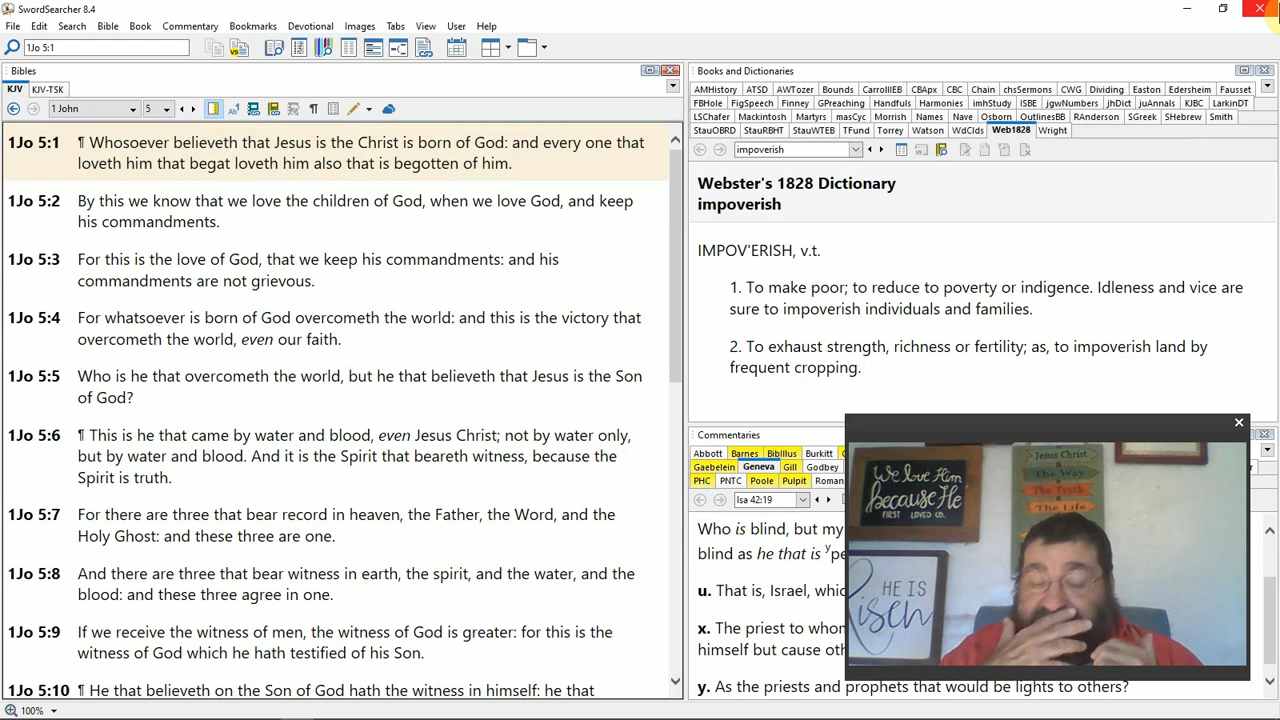 SwordSearcher 8.4
File Edit Search Bible Book Commentary Bookmarks Devotional Images Tabs View User Help
1Jo 5:1
Bibles
KJV KJV-TSK
1 John 5
1Jo 5:1 ¶ Whosoever believeth that Jesus is the Christ is born of God: and every one that
loveth him that begat loveth him also that is begotten of him.
1Jo 5:2 By this we know that we love the children of God, when we love God, and keep
his commandments.
1Jo 5:3 For this is the love of God, that we keep his commandments: and his
commandments are not grievous.
1Jo 5:4 For whatsoever is born of God overcometh the world: and this is the victory that
overcometh the world, even our faith.
1Jo 5:5 Who is he that overcometh the world, but he that believeth that Jesus is the Son
of God?
1Jo 5:6 ¶ This is he that came by water and blood, even Jesus Christ; not by water only,
but by water and blood. And it is the Spirit that beareth witness, because the
Spirit is truth.
1Jo 5:7 For there are three that bear record in heaven, the Father, the Word, and the
Holy Ghost: and these three are one.
1Jo 5:8 And there are three that bear witness in earth, the spirit, and the water, and the
blood: and these three agree in one.
1Jo 5:9 If we receive the witness of men, the witness of God is greater: for this is the
witness of God which he hath testified of his Son.
1Jo 5:10 ¶ He that believeth on the Son of God hath the witness in himself: he that
100%
Books and Dictionaries
AMHistory ATSD AWTozer Bounds CarrollIEB CBApx CBC Chain chsSermons CWG Dividing Easton Edersheim Fausset
FBHole FigSpeech Finney GPreaching Handfuls Harmonies imhStudy ISBE jgwNumbers jhDict juAnnals KJBC LarkinDT
LSChafer Mackintosh Martyrs masCyc Morrish Names Nave Osborn OutlinesBB RAnderson SGreek SHebrew Smith
StauOBRD StauRBHT StauWTEB TFund Torrey Watson WdClds Web1828 Wright
impoverish
Webster's 1828 Dictionary
impoverish
IMPOV'ERISH, v.t.
1. To make poor; to reduce to poverty or indigence. Idleness and vice are
sure to impoverish individuals and families.
2. To exhaust strength, richness or fertility; as, to impoverish land by
frequent cropping.
Commentaries
Abbott Barnes BibIllus Burkitt
Gaebelein Geneva Gill Godbey
PHC PNTC Poole Pulpit Roman
Isa 42:19
Who is blind, but my
blind as he that is y
u. That is, Israel,
x. The priest to whom
himself but cause
y. As the priests and prophets that would be lights to others?
We love Him
because He
FIRST LOVED US.
Jesus Christ
The Way
The Truth
The Life
HE IS
Risen